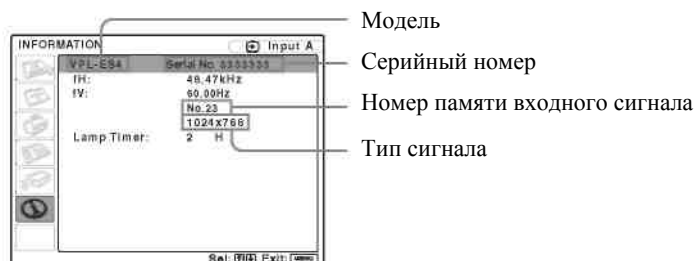 Модель
INFORMATION Input A
VPL-ES4 Serial No.
Серийный номер
fH: 48.47kHz
fV: 60.00Hz
No.23
Номер памяти входного сигнала
1024x768
Lamp Timer: 2 H
Тип сигнала
Sel: Exit: MENU